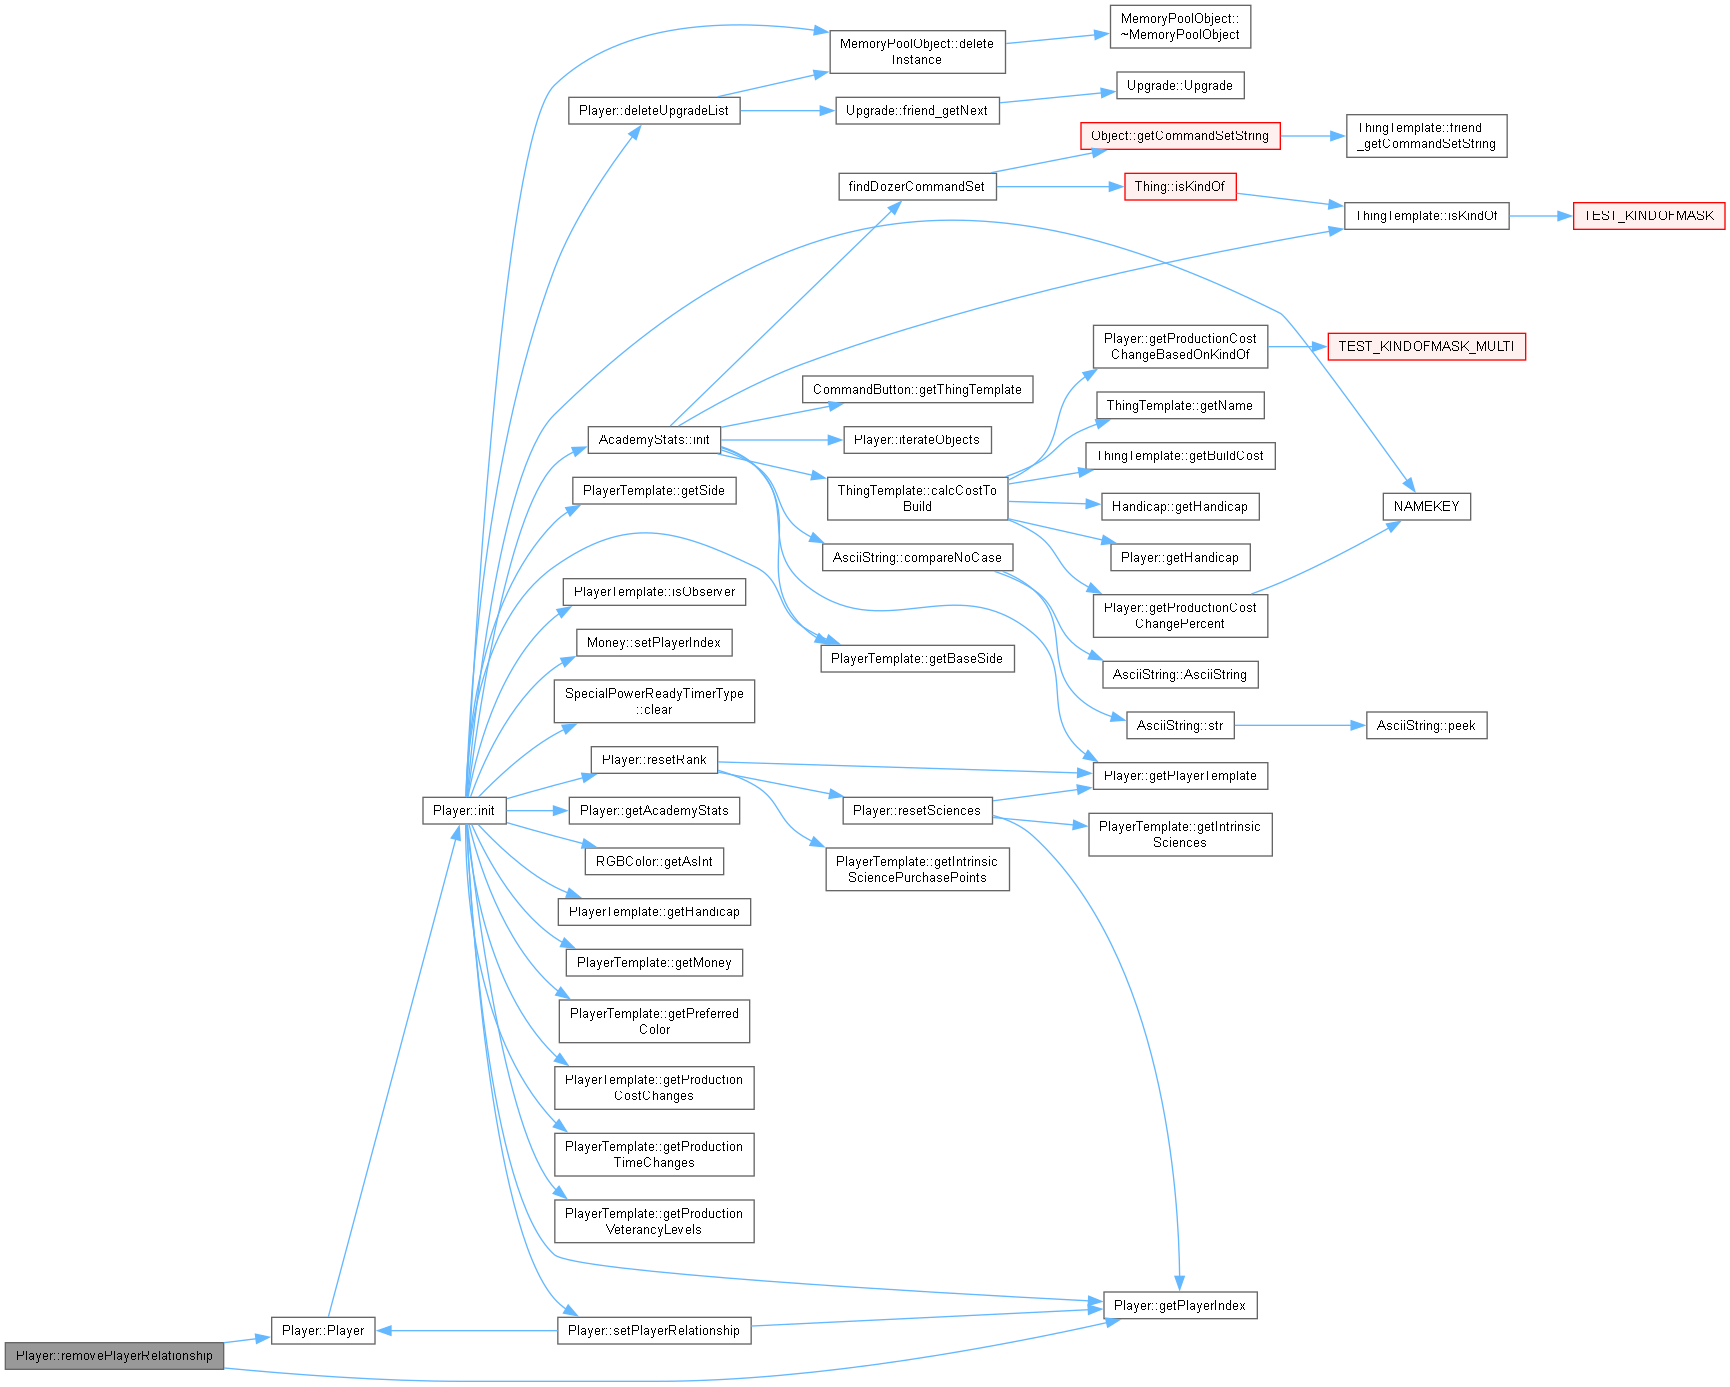 MemoryPoolObject::
~MemoryPoolObject
MemoryPoolObject::delete
Instance
Upgrade::Upgrade
Player::deleteUpgradeList
Upgrade::friend_getNext
Object::getCommandSetString
ThingTemplate::friend
_getCommandSetString
findDozerCommandSet
Thing::isKindOf
ThingTemplate::isKindOf
TEST_KINDOFMASK
Player::getProductionCost
ChangeBasedOnKindOf
TEST_KINDOFMASK_MULTI
CommandButton::getThingTemplate
ThingTemplate::getName
AcademyStats::init
Player::iterateObjects
ThingTemplate::getBuildCost
PlayerTemplate::getSide
ThingTemplate::calcCostTo
Build
Handicap::getHandicap
NAMEKEY
AsciiString::compareNoCase
Player::getHandicap
PlayerTemplate::isObserver
Player::getProductionCost
ChangePercent
Money::setPlayerIndex
PlayerTemplate::getBaseSide
AsciiString::AsciiString
SpecialPowerReadyTimerType
::clear
AsciiString::str
AsciiString::peek
Player::resetRank
Player::getPlayerTemplate
Player::init
Player::getAcademyStats
Player::resetSciences
PlayerTemplate::getIntrinsic
Sciences
RGBColor::getAsInt
PlayerTemplate::getIntrinsic
SciencePurchasePoints
PlayerTemplate::getHandicap
PlayerTemplate::getMoney
PlayerTemplate::getPreferred
Color
PlayerTemplate::getProduction
CostChanges
PlayerTemplate::getProduction
TimeChanges
PlayerTemplate::getProduction
VeterancyLevels
Player::getPlayerIndex
Player::Player
Player::setPlayerRelationship
Player::removePlayerRelationship